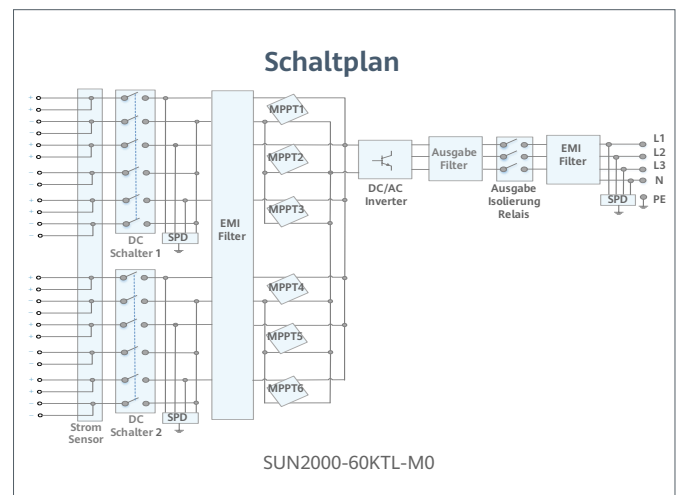 Schaltplan
MPPT1
MPPT2
MPPT3
MPPT4
MPPT5
MPPT6
EMI
Filter
DC
Schalter 1
SPD
DC
Schalter 2
SPD
Strom
Sensor
DC/AC
Inverter
Ausgabe
Filter
Ausgabe
Isolierung
Relais
EMI
Filter
SPD
L1
L2
L3
N
PE
SUN2000-60KTL-M0